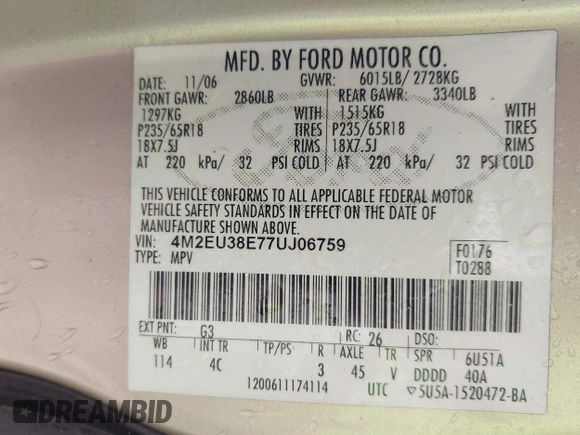 MFD. BY FORD MOTOR CO.
DATE: 11/06 GVWR: 6015LB/ 2728KG
FRONT GAWR: 2860LB REAR GAWR: 3340LB
1297KG WITH 1515KG WITH
P235/65R18 TIRES P235/65R18 TIRES
18X7.5J RIMS 18X7.5J RIMS
AT 220 kPa/ 32 PSI COLD AT 220 kPa/ 32 PSI COLD
THIS VEHICLE CONFORMS TO ALL APPLICABLE FEDERAL MOTOR
VEHICLE SAFETY STANDARDS IN EFFECT ON THE DATE OF
MANUFACTURE SHOWN ABOVE.
VIN: 4M2EU38E77UJ06759 F0176
TYPE: MPV T0288
EXT PNT: G3 RC: 26 DSO:
WB INT TR TP/PS R AXLE TR SPR 6U51A
114 4C 3 45 V DDDD 40A
1200611174114 UTC ▽5U5A-1520472-BA
DREAMBID
.COM